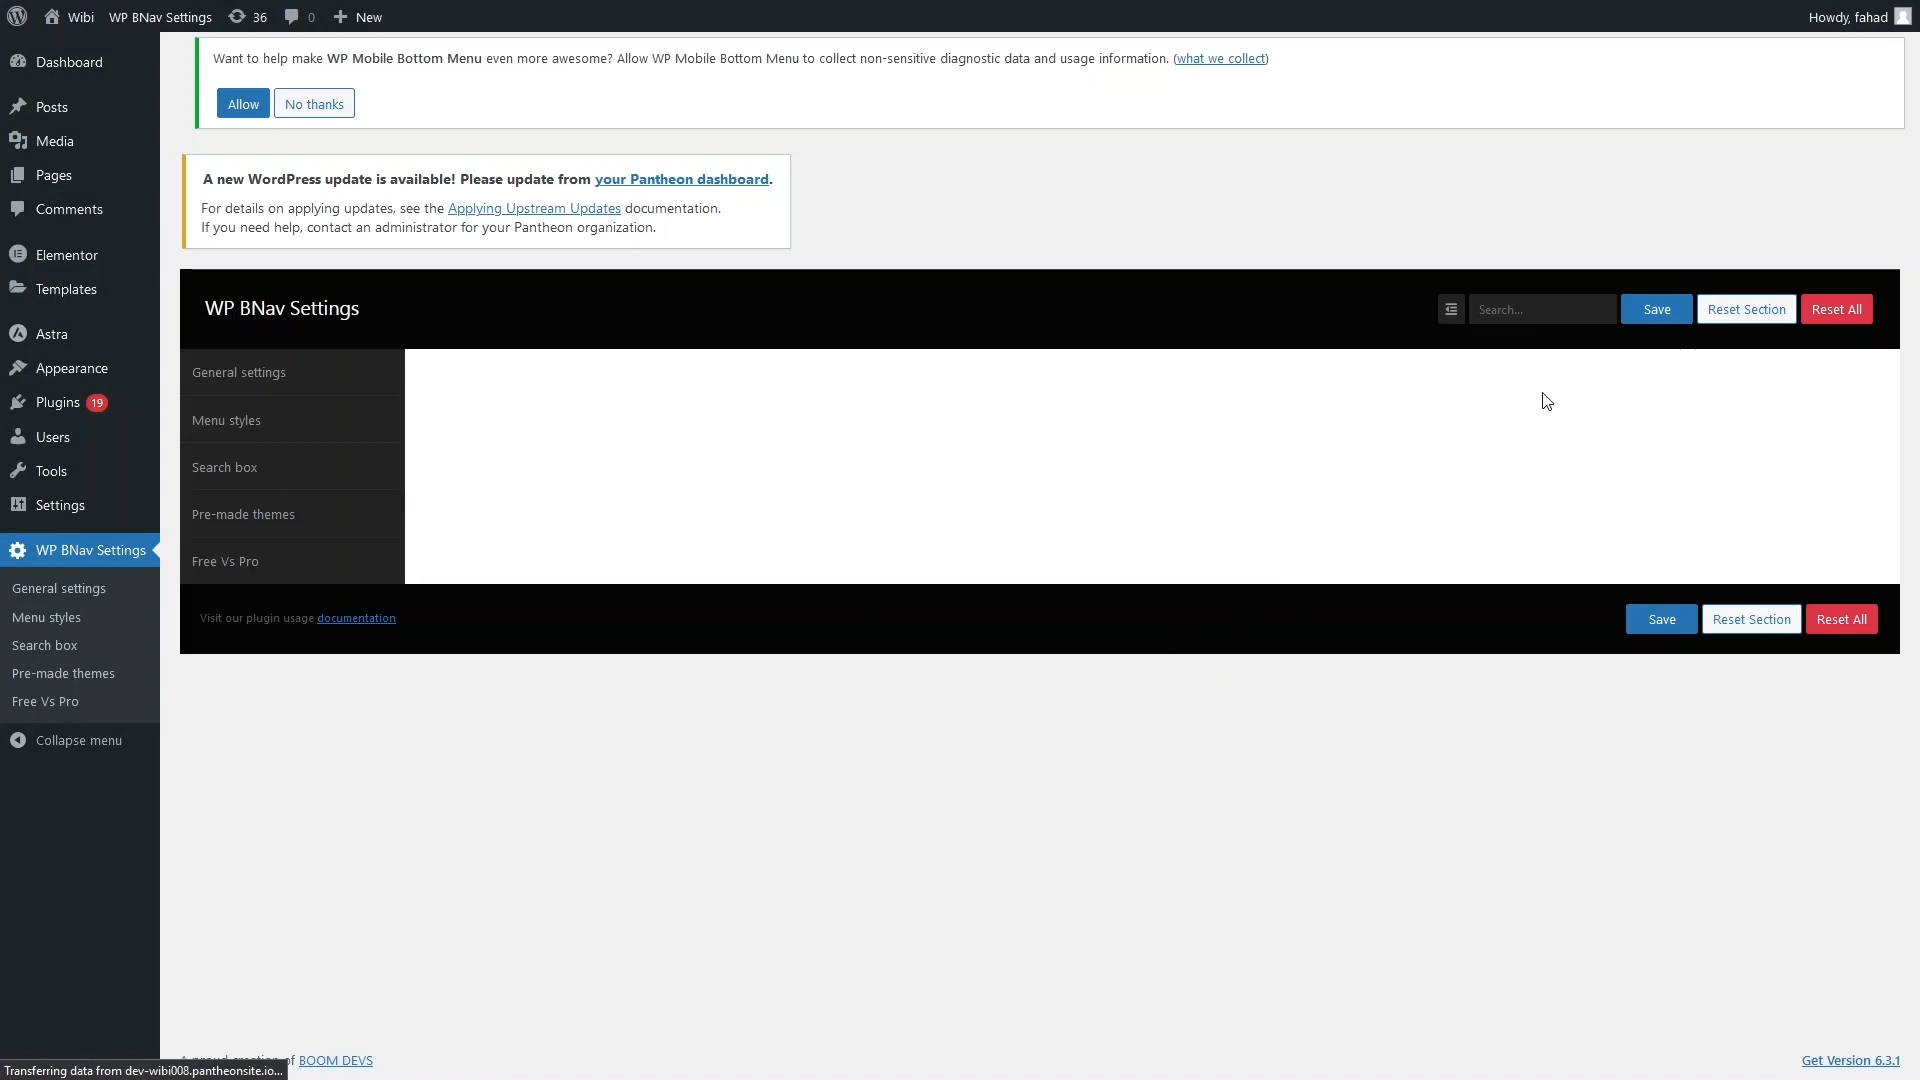 Wibi
WP BNav Settings
36
0
New
Howdy, fahad
Dashboard
Posts
Media
Pages
Comments
Elementor
Templates
Astra
Appearance
Plugins 19
Users
Tools
Settings
WP BNav Settings
General settings
Menu styles
Search box
Pre-made themes
Free Vs Pro
Collapse menu
Want to help make WP Mobile Bottom Menu even more awesome? Allow WP Mobile Bottom Menu to collect non-sensitive diagnostic data and usage information. (what we collect)
Allow
No thanks
A new WordPress update is available! Please update from your Pantheon dashboard.
For details on applying updates, see the Applying Upstream Updates documentation.
If you need help, contact an administrator for your Pantheon organization.
WP BNav Settings
Search...
Save
Reset Section
Reset All
General settings
Menu styles
Search box
Pre-made themes
Free Vs Pro
Visit our plugin usage documentation
Save
Reset Section
Reset All
A proud creation of BOOM DEVS
Get Version 6.3.1
Transferring data from dev-wibi008.pantheonsite.io...